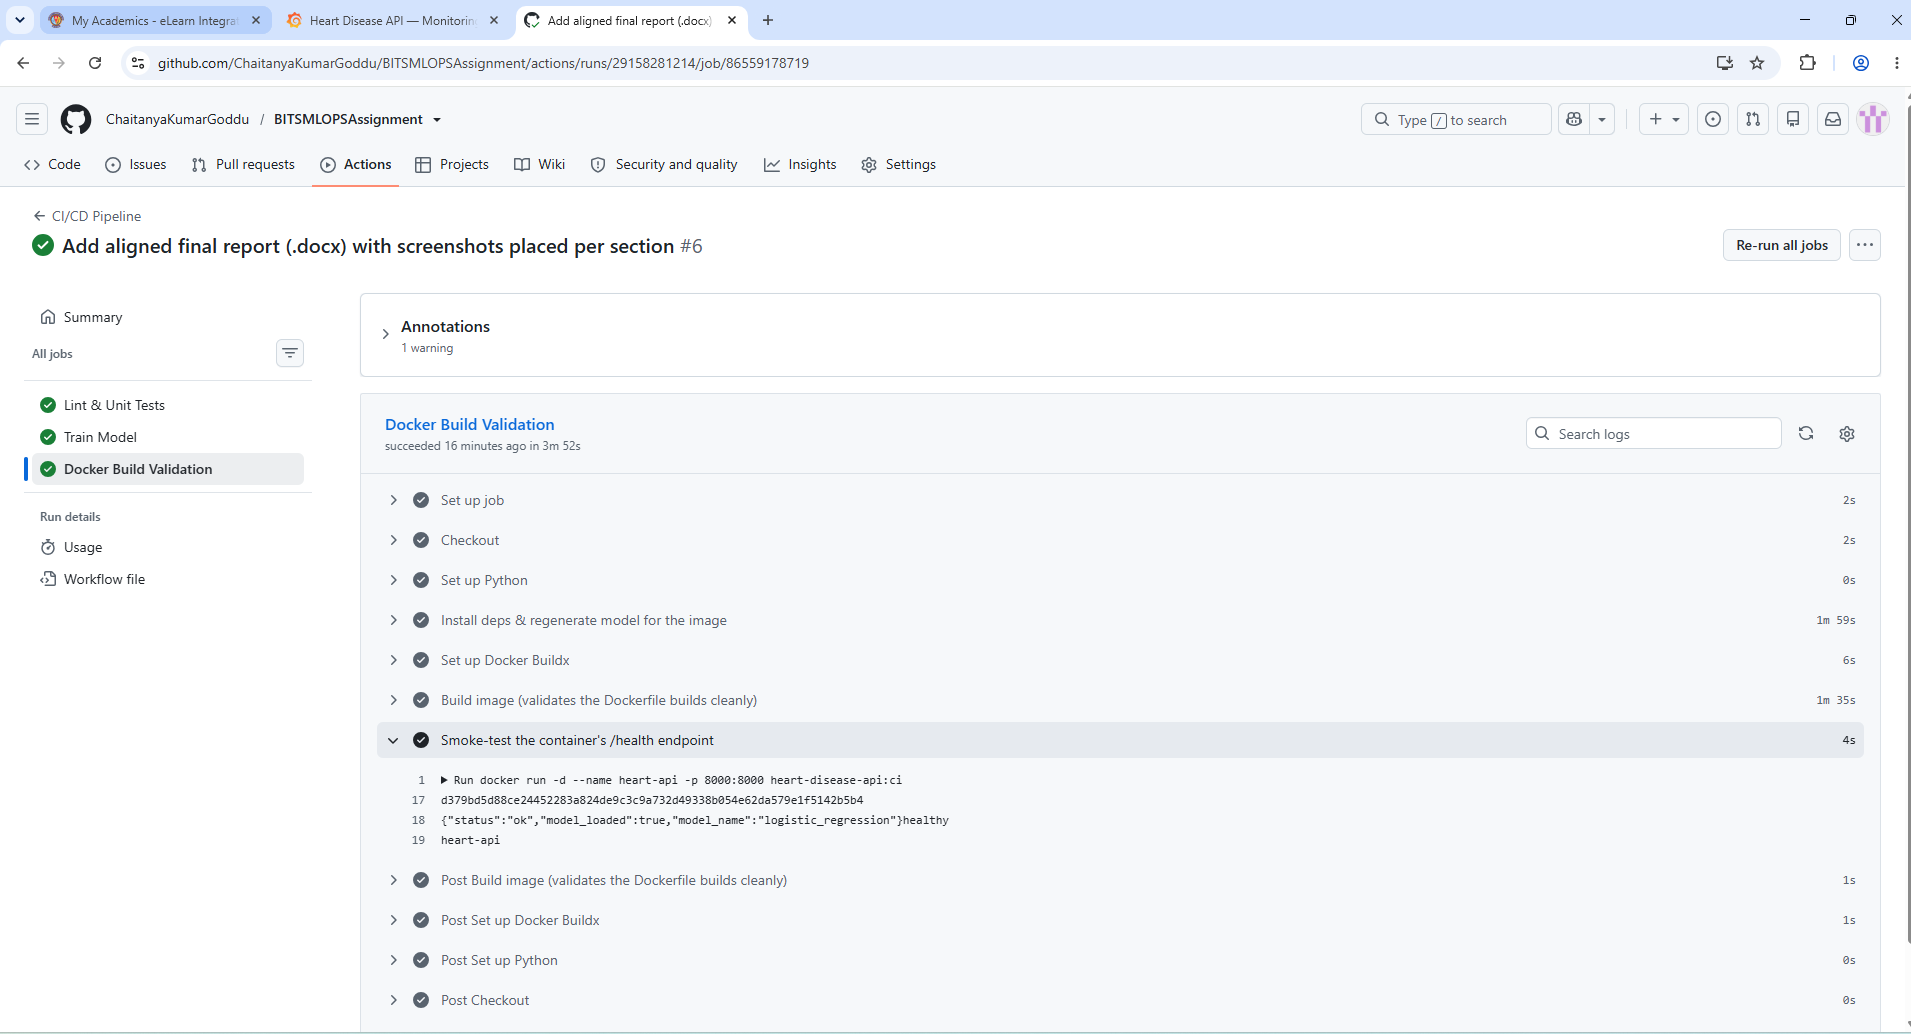 My Academics - eLearn Integra
Heart Disease API — Monitorin
Add aligned final report (.docx)
github.com/ChaitanyaKumarGoddu/BITSMLOPSAssignment/actions/runs/29158281214/job/86559178719
ChaitanyaKumarGoddu / BITSMLOPSAssignment
Type / to search
Code Issues Pull requests Actions Projects Wiki Security and quality Insights Settings
CI/CD Pipeline
Add aligned final report (.docx) with screenshots placed per section #6
Re-run all jobs
Summary
All jobs
Lint & Unit Tests
Train Model
Docker Build Validation
Run details
Usage
Workflow file
Annotations
1 warning
Docker Build Validation
succeeded 16 minutes ago in 3m 52s
Search logs
Set up job 2s
Checkout 2s
Set up Python 0s
Install deps & regenerate model for the image 1m 59s
Set up Docker Buildx 6s
Build image (validates the Dockerfile builds cleanly) 1m 35s
Smoke-test the container's /health endpoint 4s
1 Run docker run -d --name heart-api -p 8000:8000 heart-disease-api:ci
17 d379bd5d88ce24452283a824de9c3c9a732d49338b054e62da579e1f5142b5b4
18 {"status":"ok","model_loaded":true,"model_name":"logistic_regression"}healthy
19 heart-api
Post Build image (validates the Dockerfile builds cleanly) 1s
Post Set up Docker Buildx 1s
Post Set up Python 0s
Post Checkout 0s